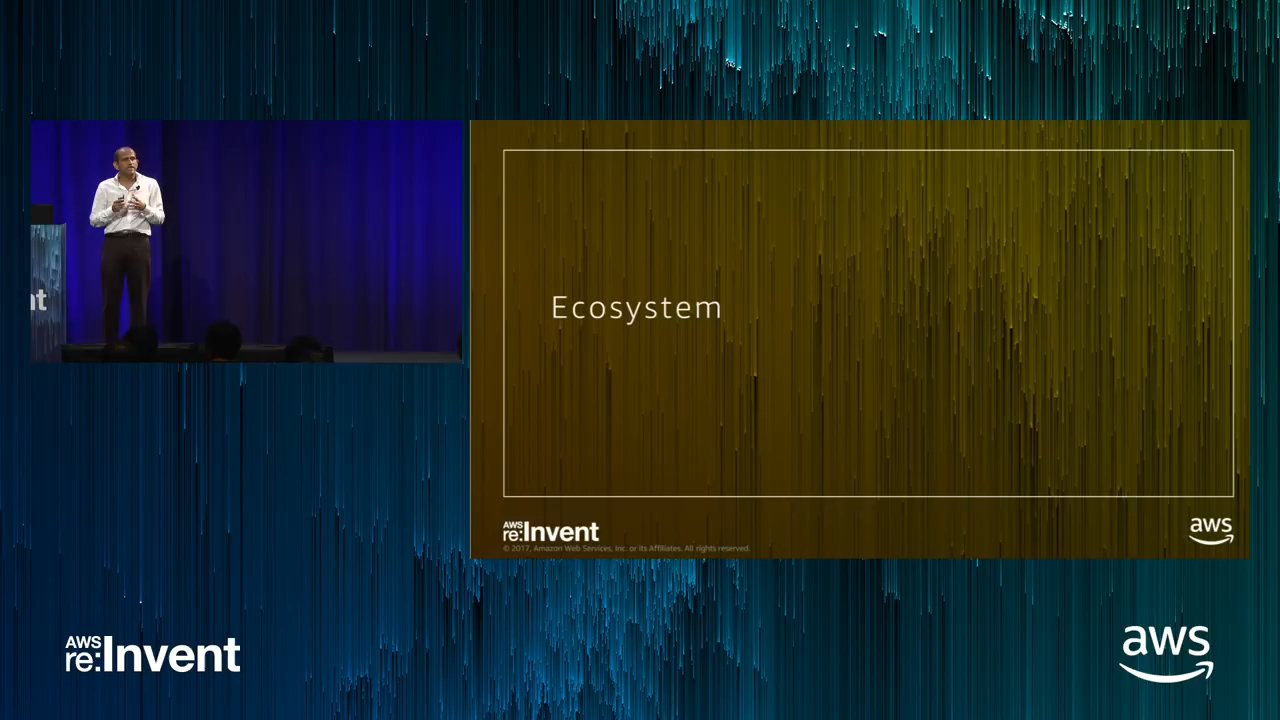 nt
Ecosystem
AWS
re:Invent
© 2017, Amazon Web Services, Inc. or its Affiliates. All rights reserved.
aws
AWS
re:Invent
aws